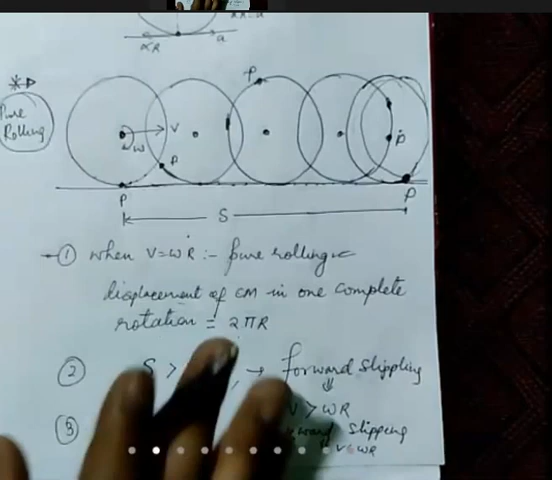 αR a
Pure
Rolling
P
V
ω
P
P
P
P
S
① when V=ωR :- Pure rolling
displacement of CM in one complete
rotation = 2πR
② S > → forward slipping
V > ωR
③ slipping